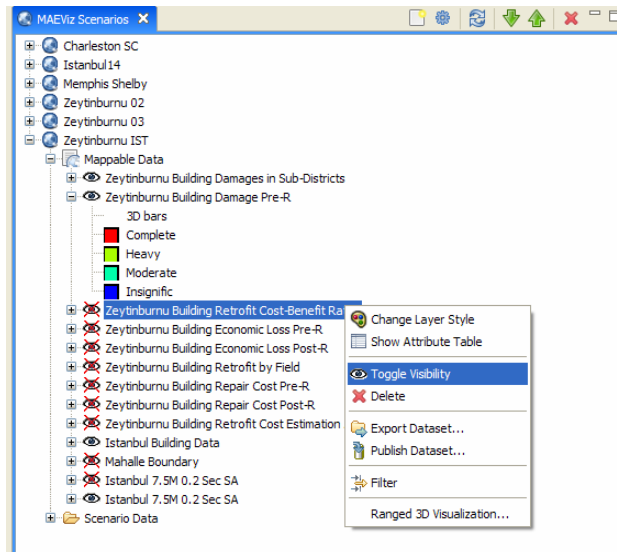 MAEViz Scenarios
Charleston SC
Istanbul14
Memphis Shelby
Zeytinburnu 02
Zeytinburnu 03
Zeytinburnu IST
Mappable Data
Zeytinburnu Building Damages in Sub-Districts
Zeytinburnu Building Damage Pre-R
3D bars
Complete
Heavy
Moderate
Insignific
Zeytinburnu Building Retrofit Cost-Benefit Ra
Zeytinburnu Building Economic Loss Pre-R
Zeytinburnu Building Economic Loss Post-R
Zeytinburnu Building Retrofit by Field
Zeytinburnu Building Repair Cost Pre-R
Zeytinburnu Building Repair Cost Post-R
Zeytinburnu Building Retrofit Cost Estimation
Istanbul Building Data
Mahalle Boundary
Istanbul 7.5M 0.2 Sec SA
Istanbul 7.5M 0.2 Sec SA
Scenario Data
Change Layer Style
Show Attribute Table
Toggle Visibility
Delete
Export Dataset...
Publish Dataset...
Filter
Ranged 3D Visualization...